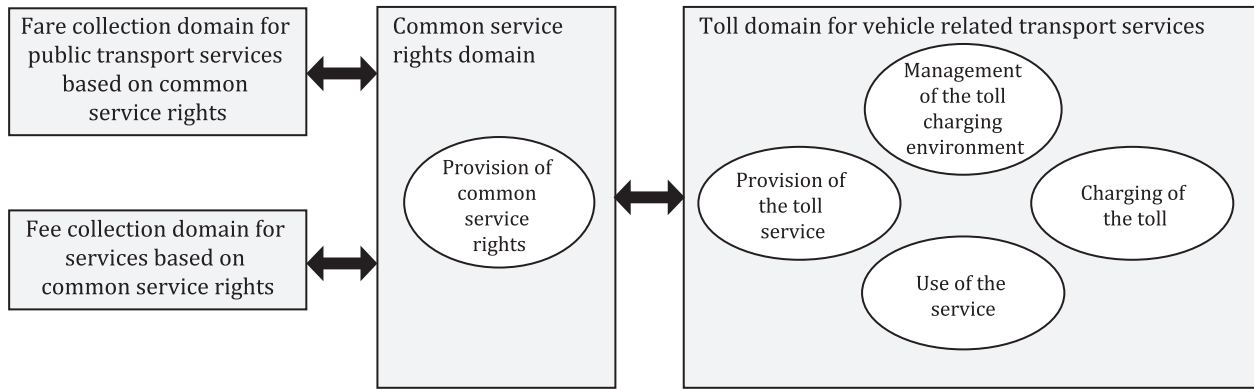 Fare collection domain for
public transport services
based on common
service rights
Fee collection domain for
services based on
common service rights
Common service
rights domain
Provision of
common
service
rights
Toll domain for vehicle related transport services
Management
of the toll
charging
environment
Provision of
the toll
service
Charging of
the toll
Use of the
service